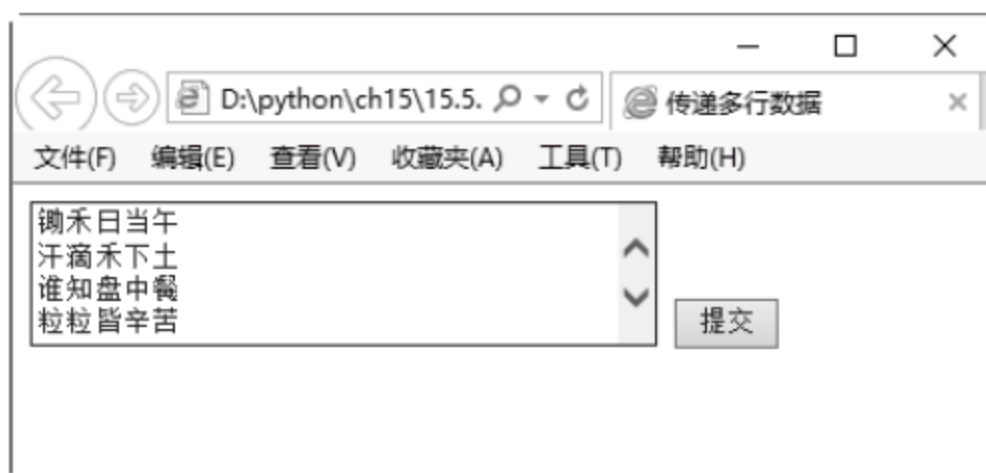 D:\python\ch15\15.5.
传递多行数据
文件(F) 编辑(E) 查看(V) 收藏夹(A) 工具(T) 帮助(H)
锄禾日当午
汗滴禾下土
谁知盘中餐
粒粒皆辛苦
提交